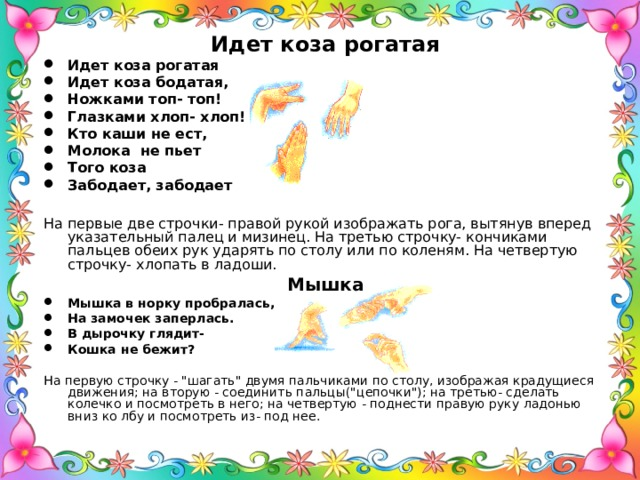 Идет коза рогатая
Идет коза рогатая
Идет коза бодатая,
Ножками топ- топ!
Глазками хлоп- хлоп!
Кто каши не ест,
Молока  не пьет
Того коза
Забодает, забодает
На первые две строчки- правой рукой изображать рога, вытянув вперед
указательный палец и мизинец. На третью строчку- кончиками
пальцев обеих рук ударять по столу или по коленям. На четвертую
строчку- хлопать в ладоши.
Мышка
Мышка в норку пробралась,
На замочек заперлась.
В дырочку глядит-
Кошка не бежит?
На первую строчку - "шагать" двумя пальчиками по столу, изображая крадущиеся
движения; на вторую - соединить пальцы("цепочки"); на третью- сделать
колечко и посмотреть в него; на четвертую - поднести правую руку ладонью
вниз ко лбу и посмотреть из- под нее.